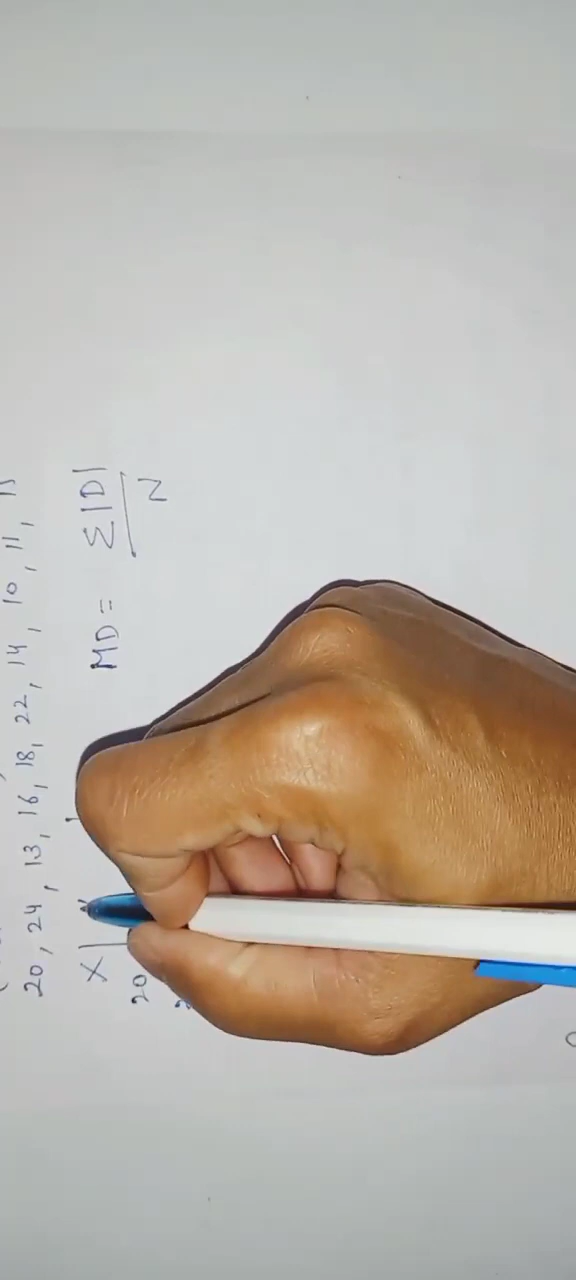 20, 24, 13, 16, 18, 22, 14, 10, 11,
X
MD = Σ|D|
N
20